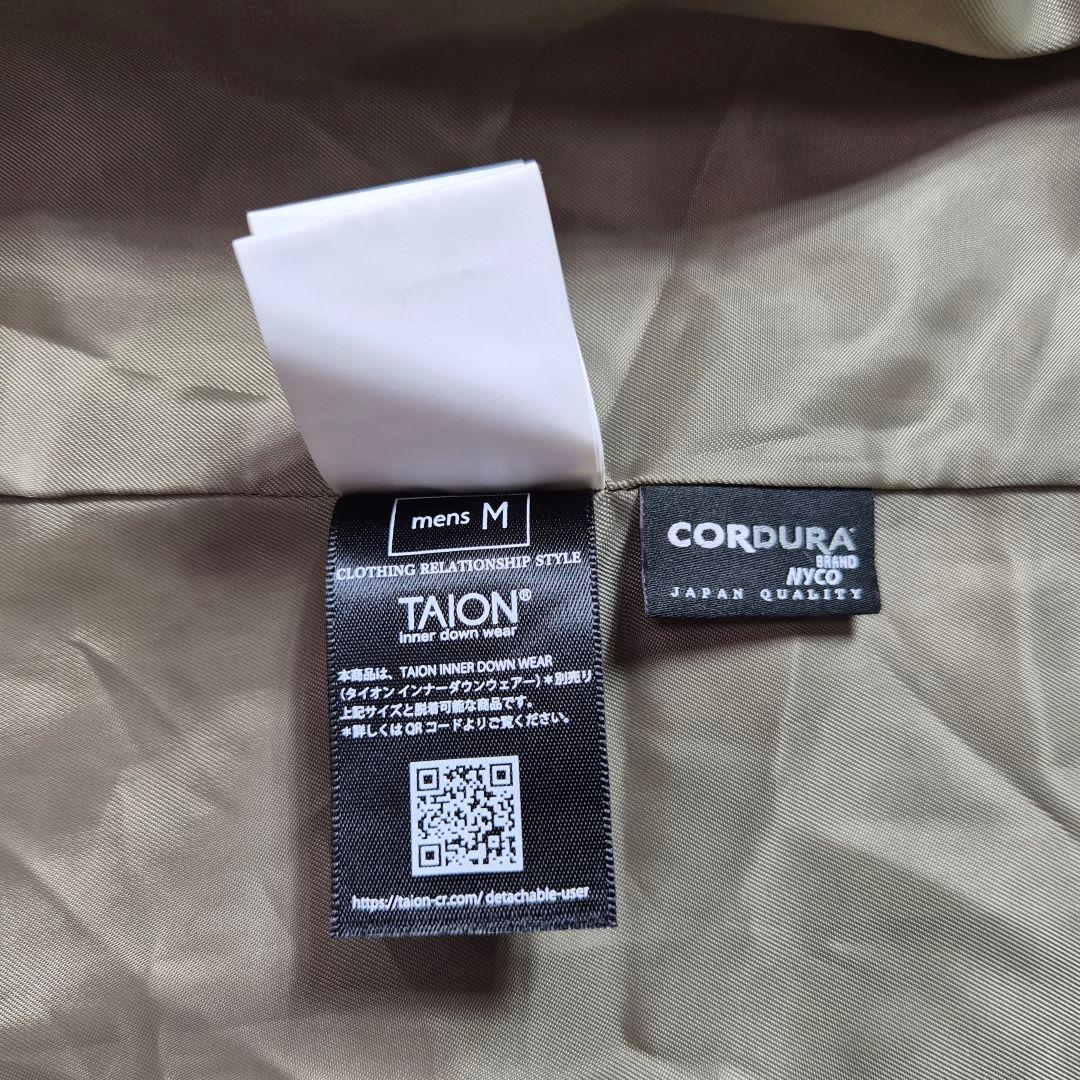 mens M
CLOTHING RELATIONSHIP STYLE
TAION®
inner down wear
本商品は、TAION INNER DOWN WEAR
（タイオン インナーダウンウェアー）＊別売り
上記サイズと脱着可能な商品です。
＊詳しくはQRコードよりご覧ください。
https://taion-cr.com/detachable-user
CORDURA®
BRAND
NYCO
JAPAN QUALITY